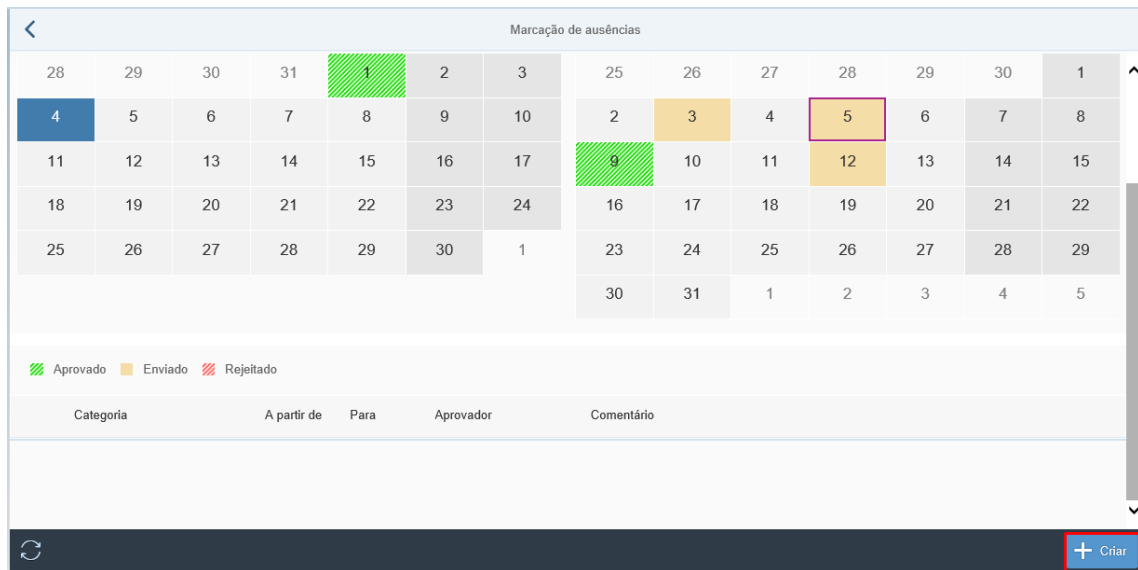 Marcação de ausências
28 29 30 31 1 2 3 25 26 27 28 29 30 1
4 5 6 7 8 9 10 2 3 4 5 6 7 8
11 12 13 14 15 16 17 9 10 11 12 13 14 15
18 19 20 21 22 23 24 16 17 18 19 20 21 22
25 26 27 28 29 30 1 23 24 25 26 27 28 29
30 31 1 2 3 4 5
Aprovado Enviado Rejeitado
Categoria A partir de Para Aprovador Comentário
Criar